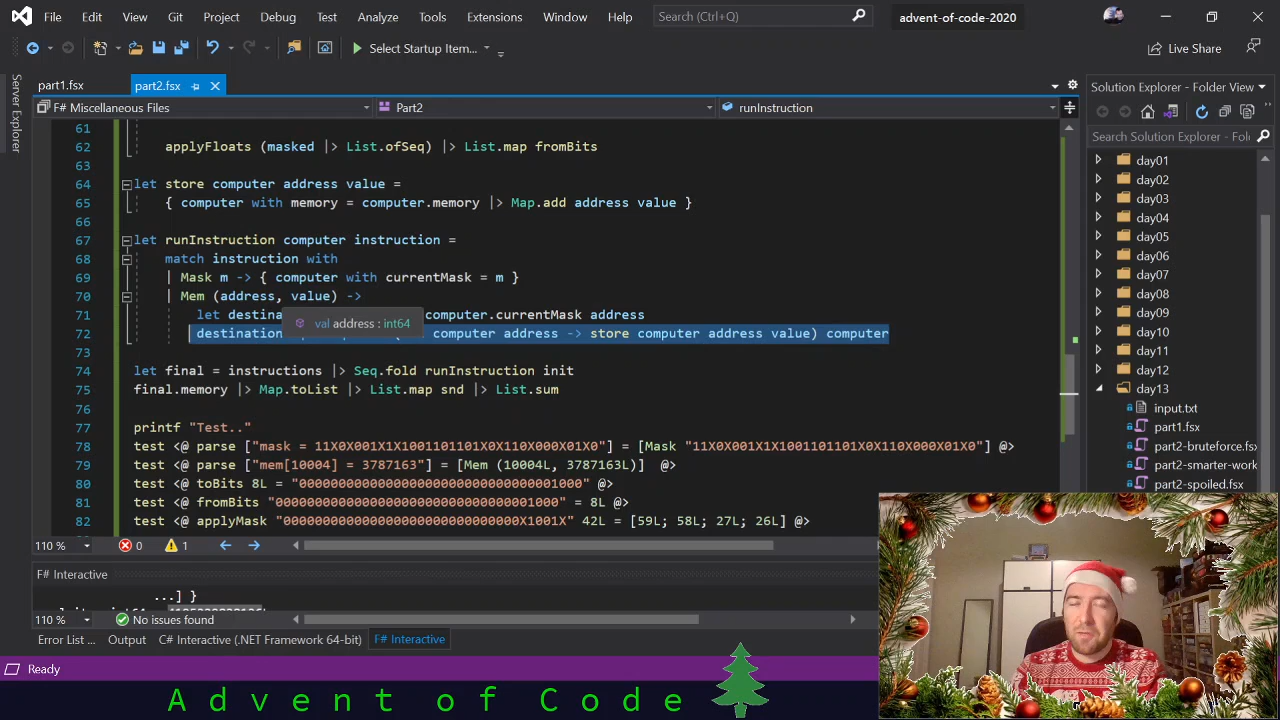 File Edit View Git Project Debug Test Analyze Tools Extensions Window Help Search (Ctrl+Q) advent-of-code-2020
Select Startup Item... Live Share
part1.fsx part2.fsx
F# Miscellaneous Files Part2 runInstruction
Server Explorer
61
62 applyFloats (masked |> List.ofSeq) |> List.map fromBits
63
64 let store computer address value =
65 { computer with memory = computer.memory |> Map.add address value }
66
67 let runInstruction computer instruction =
68 match instruction with
69 | Mask m -> { computer with currentMask = m }
70 | Mem (address, value) ->
71 let computer.currentMask address
val address : int64
72 destination computer address -> store computer address value) computer
73
74 let final = instructions |> Seq.fold runInstruction init
75 final.memory |> Map.toList |> List.map snd |> List.sum
76
77 printf "Test.."
78 test <@ parse ["mask = 11X0X001X1X1001101101X0X110X000X01X0"] = [Mask "11X0X001X1X1001101101X0X110X000X01X0"] @>
79 test <@ parse ["mem[10004] = 3787163"] = [Mem (10004L, 3787163L)] @>
80 test <@ toBits 8L = "000000000000000000000000000000001000" @>
81 test <@ fromBits "000000000000000000000000000000001000" = 8L @>
82 test <@ applyMask "000000000000000000000000000000X1001X" 42L = [59L; 58L; 27L; 26L] @>
110 % 0 1
F# Interactive
...] }
110 % No issues found
Error List ... Output C# Interactive (.NET Framework 64-bit) F# Interactive
Ready
Solution Explorer - Folder View
Search Solution Explorer - Fol
day01
day02
day03
day04
day05
day06
day07
day08
day09
day10
day11
day12
day13
input.txt
part1.fsx
part2-bruteforce.fsx
part2-smarter-work
part2-spoiled.fsx
Advent of Code